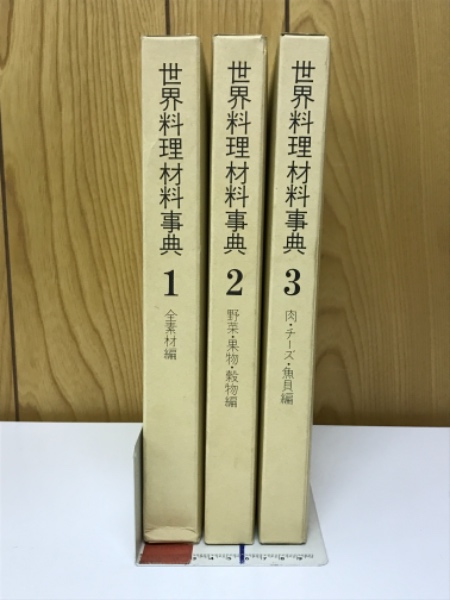 世界料理材料事典
1
全素材編
世界料理材料事典
2
野菜・果物・穀物編
世界料理材料事典
3
肉・チーズ・魚貝編